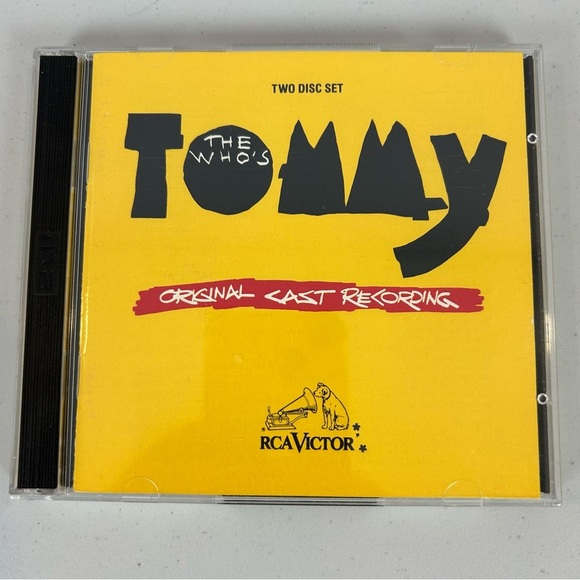 TWO DISC SET
THE
WHO'S
TOMMY
ORIGINAL CAST RECORDING
RCA VICTOR